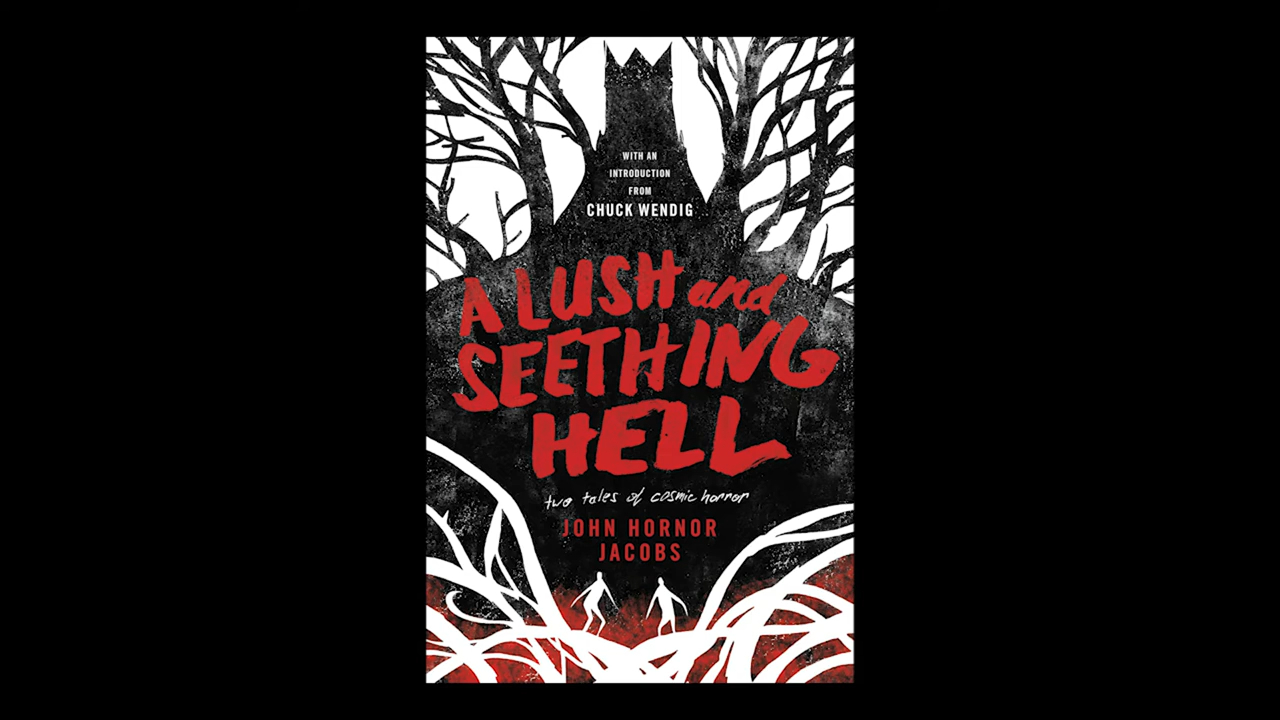 WITH AN
INTRODUCTION
FROM
CHUCK WENDIG
A LUSH and
SEETHING
HELL
two tales of cosmic horror
JOHN HORNOR
JACOBS